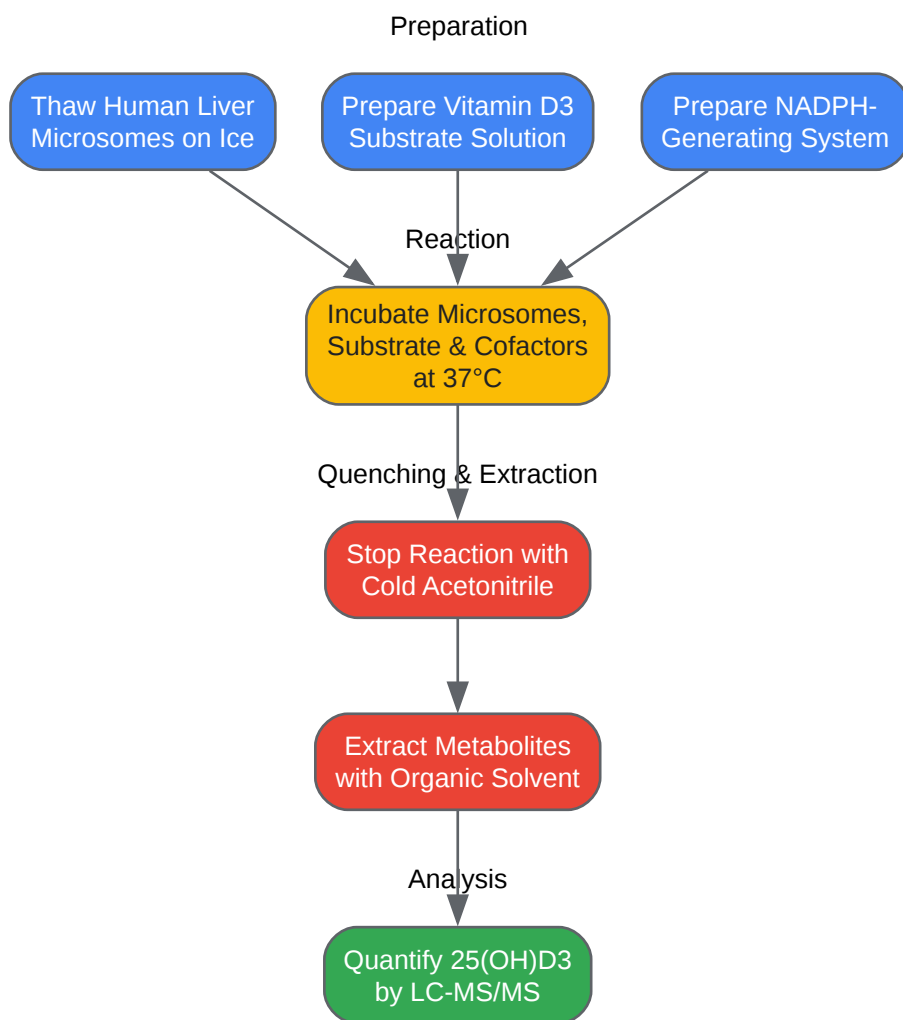 Preparation
Thaw Human Liver
Microsomes on Ice
Prepare Vitamin D3
Substrate Solution
Prepare NADPH-
Generating System
Reaction
Incubate Microsomes,
Substrate & Cofactors
at 37°C
Quenching & Extraction
Stop Reaction with
Cold Acetonitrile
Extract Metabolites
with Organic Solvent
Analysis
Quantify 25(OH)D3
by LC-MS/MS